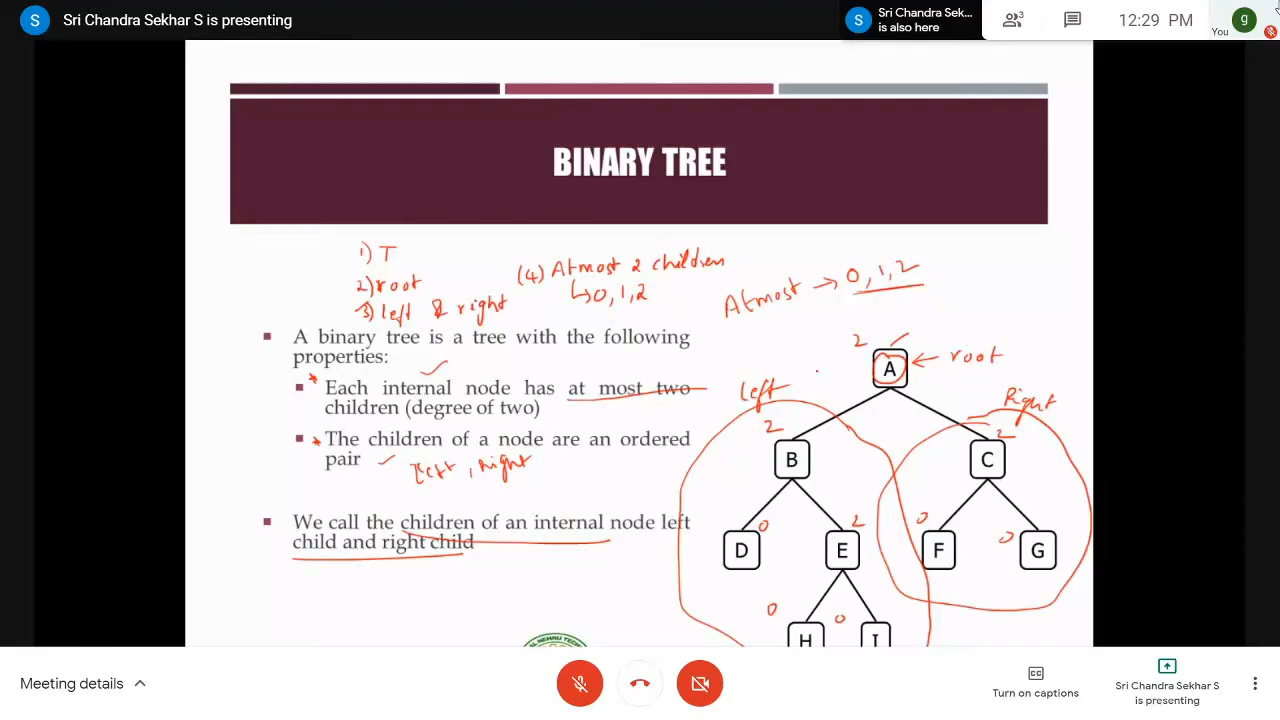 S Sri Chandra Sekhar S is presenting
S Sri Chandra Sek... is also here
3
12:29 PM
You
g
BINARY TREE
1) T
2) root
3) left & right
(4) Atmost 2 children
↳ 0, 1, 2
Atmost → 0, 1, 2
A binary tree is a tree with the following
properties:
* Each internal node has at most two
children (degree of two)
* The children of a node are an ordered
pair
left, right
We call the children of an internal node left
child and right child
2
A ← root
left
Right
2
B
2
C
D 0
2
E
0
F
0
G
0
H
0
I
Meeting details
Turn on captions
Sri Chandra Sekhar S
is presenting